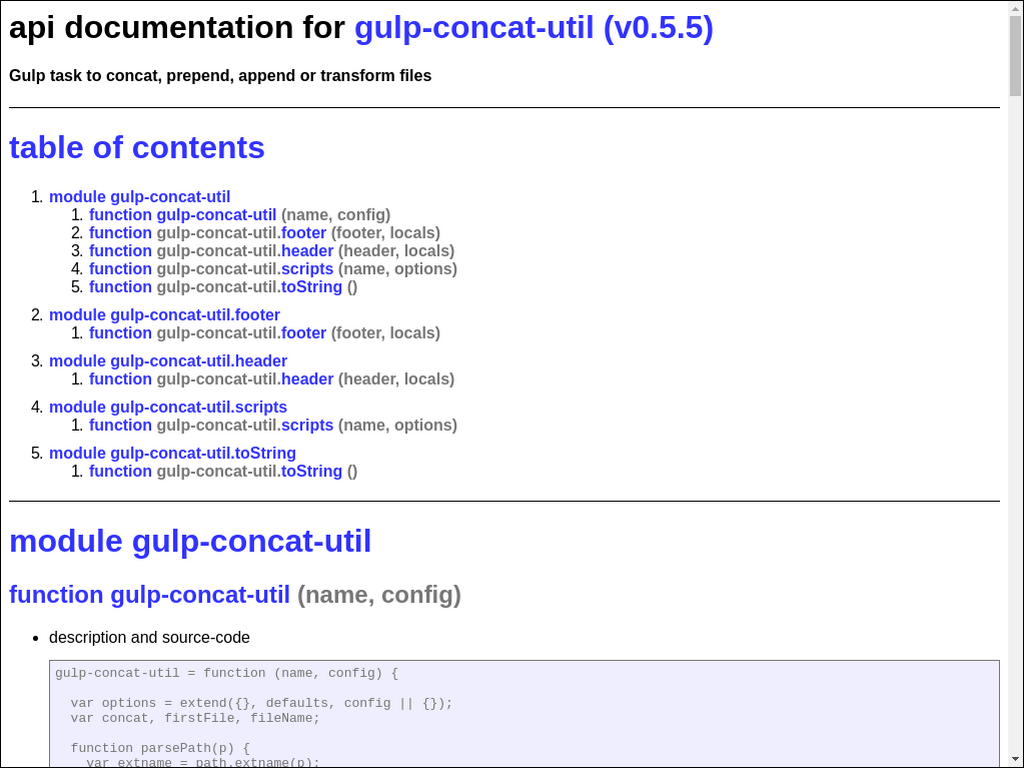 api documentation for gulp-concat-util (v0.5.5)
Gulp task to concat, prepend, append or transform files
table of contents
1. module gulp-concat-util
1. function gulp-concat-util (name, config)
2. function gulp-concat-util.footer (footer, locals)
3. function gulp-concat-util.header (header, locals)
4. function gulp-concat-util.scripts (name, options)
5. function gulp-concat-util.toString ()
2. module gulp-concat-util.footer
1. function gulp-concat-util.footer (footer, locals)
3. module gulp-concat-util.header
1. function gulp-concat-util.header (header, locals)
4. module gulp-concat-util.scripts
1. function gulp-concat-util.scripts (name, options)
5. module gulp-concat-util.toString
1. function gulp-concat-util.toString ()
module gulp-concat-util
function gulp-concat-util (name, config)
• description and source-code
gulp-concat-util = function (name, config) {
var options = extend({}, defaults, config || {});
var concat, firstFile, fileName;
function parsePath(p) {
var extname = path.extname(p);